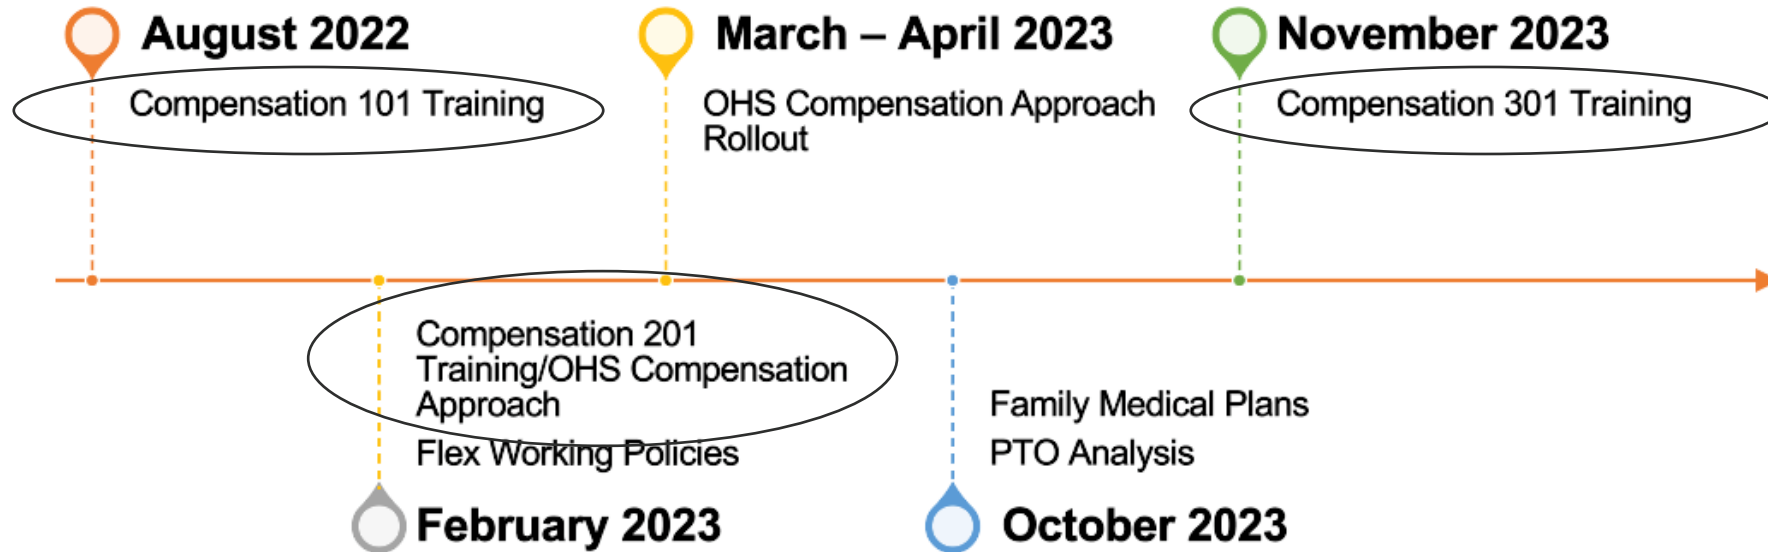 August 2022
Compensation 101 Training
March – April 2023
OHS Compensation Approach
Rollout
November 2023
Compensation 301 Training
Compensation 201
Training/OHS Compensation
Approach
Flex Working Policies
February 2023
Family Medical Plans
PTO Analysis
October 2023